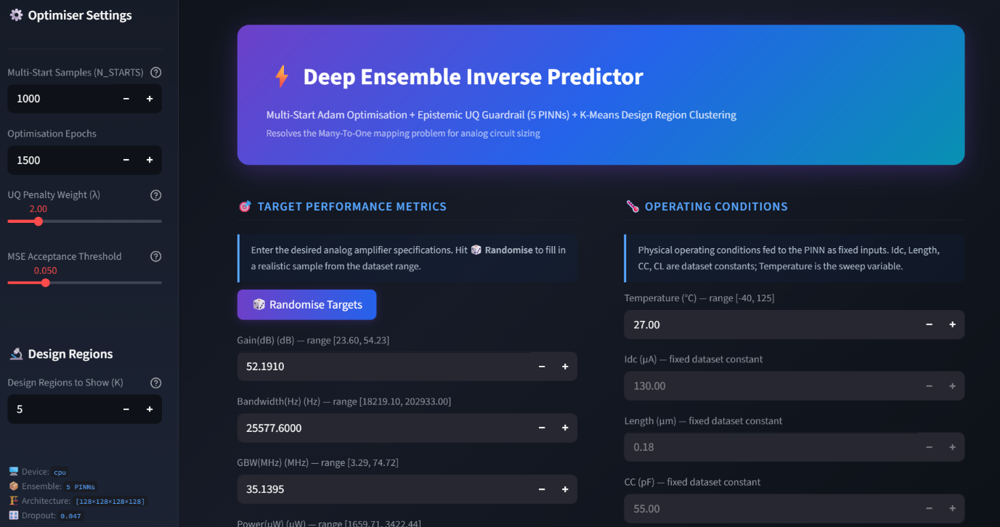 Optimiser Settings
Multi-Start Samples (N_STARTS)
1000
Optimisation Epochs
1500
UQ Penalty Weight (λ)
2.00
MSE Acceptance Threshold
0.050
Design Regions
Design Regions to Show (K)
5
Device: cpu
Ensemble: 5 PINNs
Architecture: [128×128×128×128]
Dropout: 0.047
Deep Ensemble Inverse Predictor
Multi-Start Adam Optimisation + Epistemic UQ Guardrail (5 PINNs) + K-Means Design Region Clustering
Resolves the Many-To-One mapping problem for analog circuit sizing
TARGET PERFORMANCE METRICS
Enter the desired analog amplifier specifications. Hit 🎲 Randomise to fill in
a realistic sample from the dataset range.
Randomise Targets
Gain(dB) (dB) — range [23.60, 54.23]
52.1910
Bandwidth(Hz) (Hz) — range [18219.10, 202933.00]
25577.6000
GBW(MHz) (MHz) — range [3.29, 74.72]
35.1395
Power(uW) (uW) — range [1659.71, 3422.44]
OPERATING CONDITIONS
Physical operating conditions fed to the PINN as fixed inputs. Idc, Length,
CC, CL are dataset constants; Temperature is the sweep variable.
Temperature (°C) — range [-40, 125]
27.00
Idc (μA) — fixed dataset constant
130.00
Length (μm) — fixed dataset constant
0.18
CC (pF) — fixed dataset constant
55.00